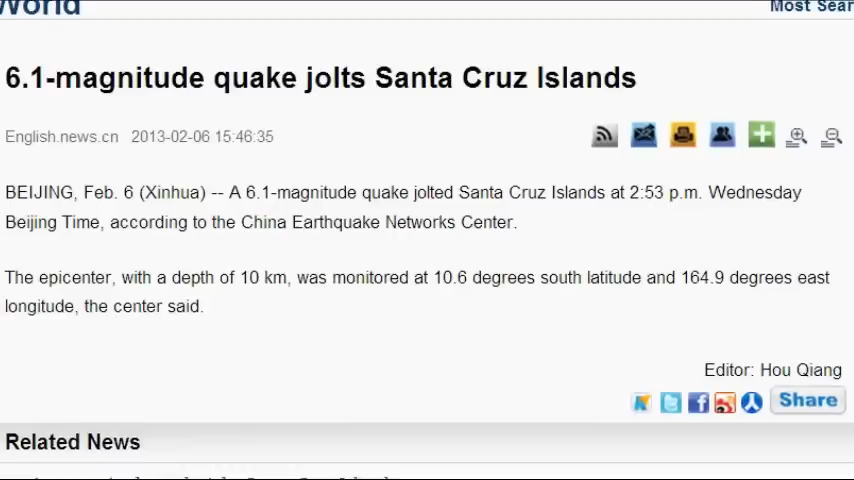 World
Most Sear
6.1-magnitude quake jolts Santa Cruz Islands
English.news.cn 2013-02-06 15:46:35
BEIJING, Feb. 6 (Xinhua) -- A 6.1-magnitude quake jolted Santa Cruz Islands at 2:53 p.m. Wednesday
Beijing Time, according to the China Earthquake Networks Center.
The epicenter, with a depth of 10 km, was monitored at 10.6 degrees south latitude and 164.9 degrees east
longitude, the center said.
Editor: Hou Qiang
Share
Related News